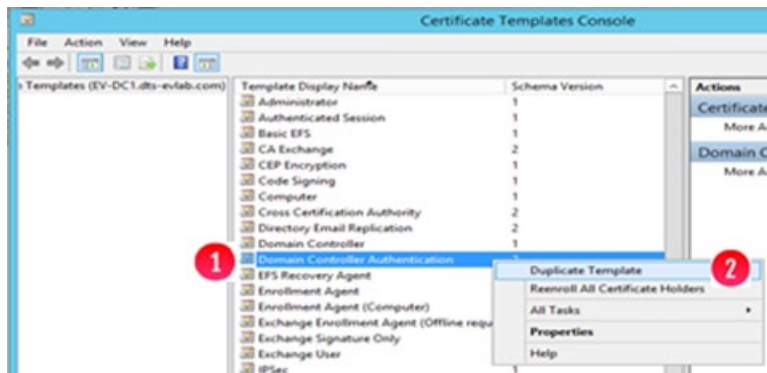 Certificate Templates Console
File Action View Help
Templates (EV-DC1.dts-evlab.com)
Template Display Name Schema Version
Actions
Administrator 1
Certificate
Authenticated Session 1
Basic EFS 1
More A
CA Exchange 2
Domain C
CEP Encryption 1
Code Signing 1
More A
Computer 1
Cross Certification Authority 2
Directory Email Replication 2
Domain Controller 1
1 Domain Controller Authentication 2
EFS Recovery Agent
Duplicate Template 2
Enrollment Agent
Reenroll All Certificate Holders
Enrollment Agent (Computer)
All Tasks
Exchange Enrollment Agent (Offline requ
Properties
Exchange Signature Only
Exchange User
Help
IPSec 1